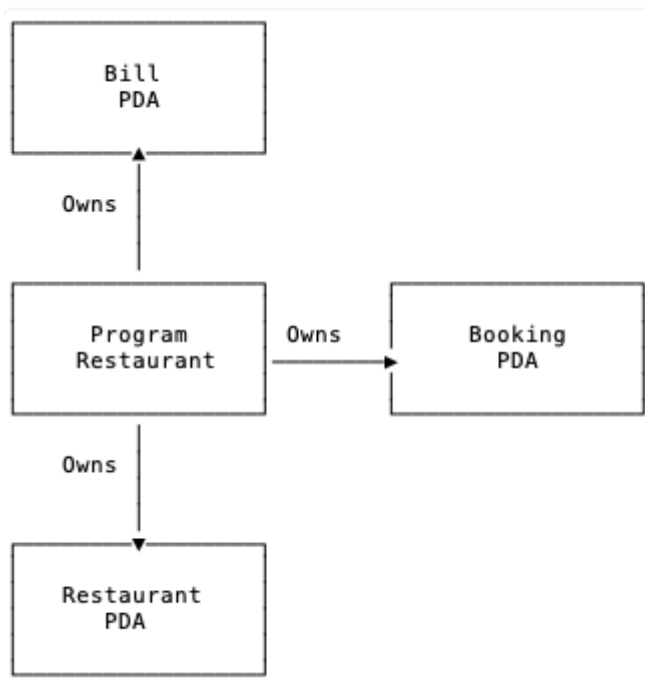 Bill
PDA
Owns
Program
Restaurant
Owns
Booking
PDA
Owns
Restaurant
PDA